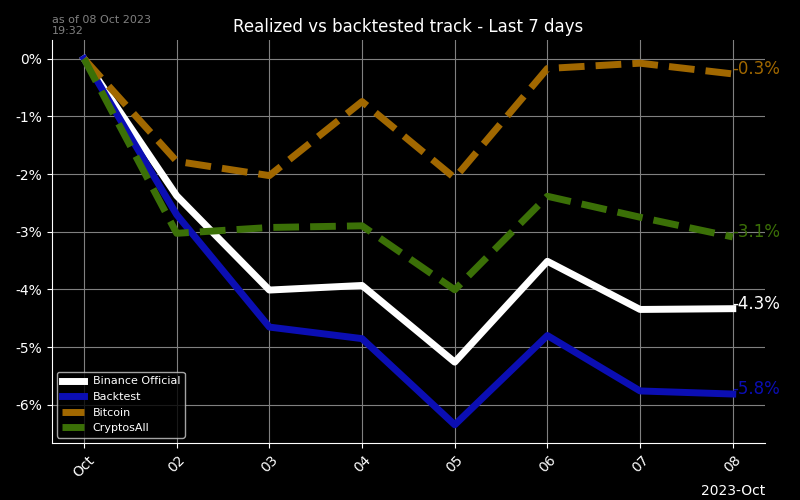 as of 08 Oct 2023
19:32
Realized vs backtested track - Last 7 days
0%
-1%
-2%
-3%
-4%
-5%
-6%
-0.3%
-3.1%
-4.3%
-5.8%
Binance Official
Backtest
Bitcoin
CryptosAll
Oct
02
03
04
05
06
07
08
2023-Oct